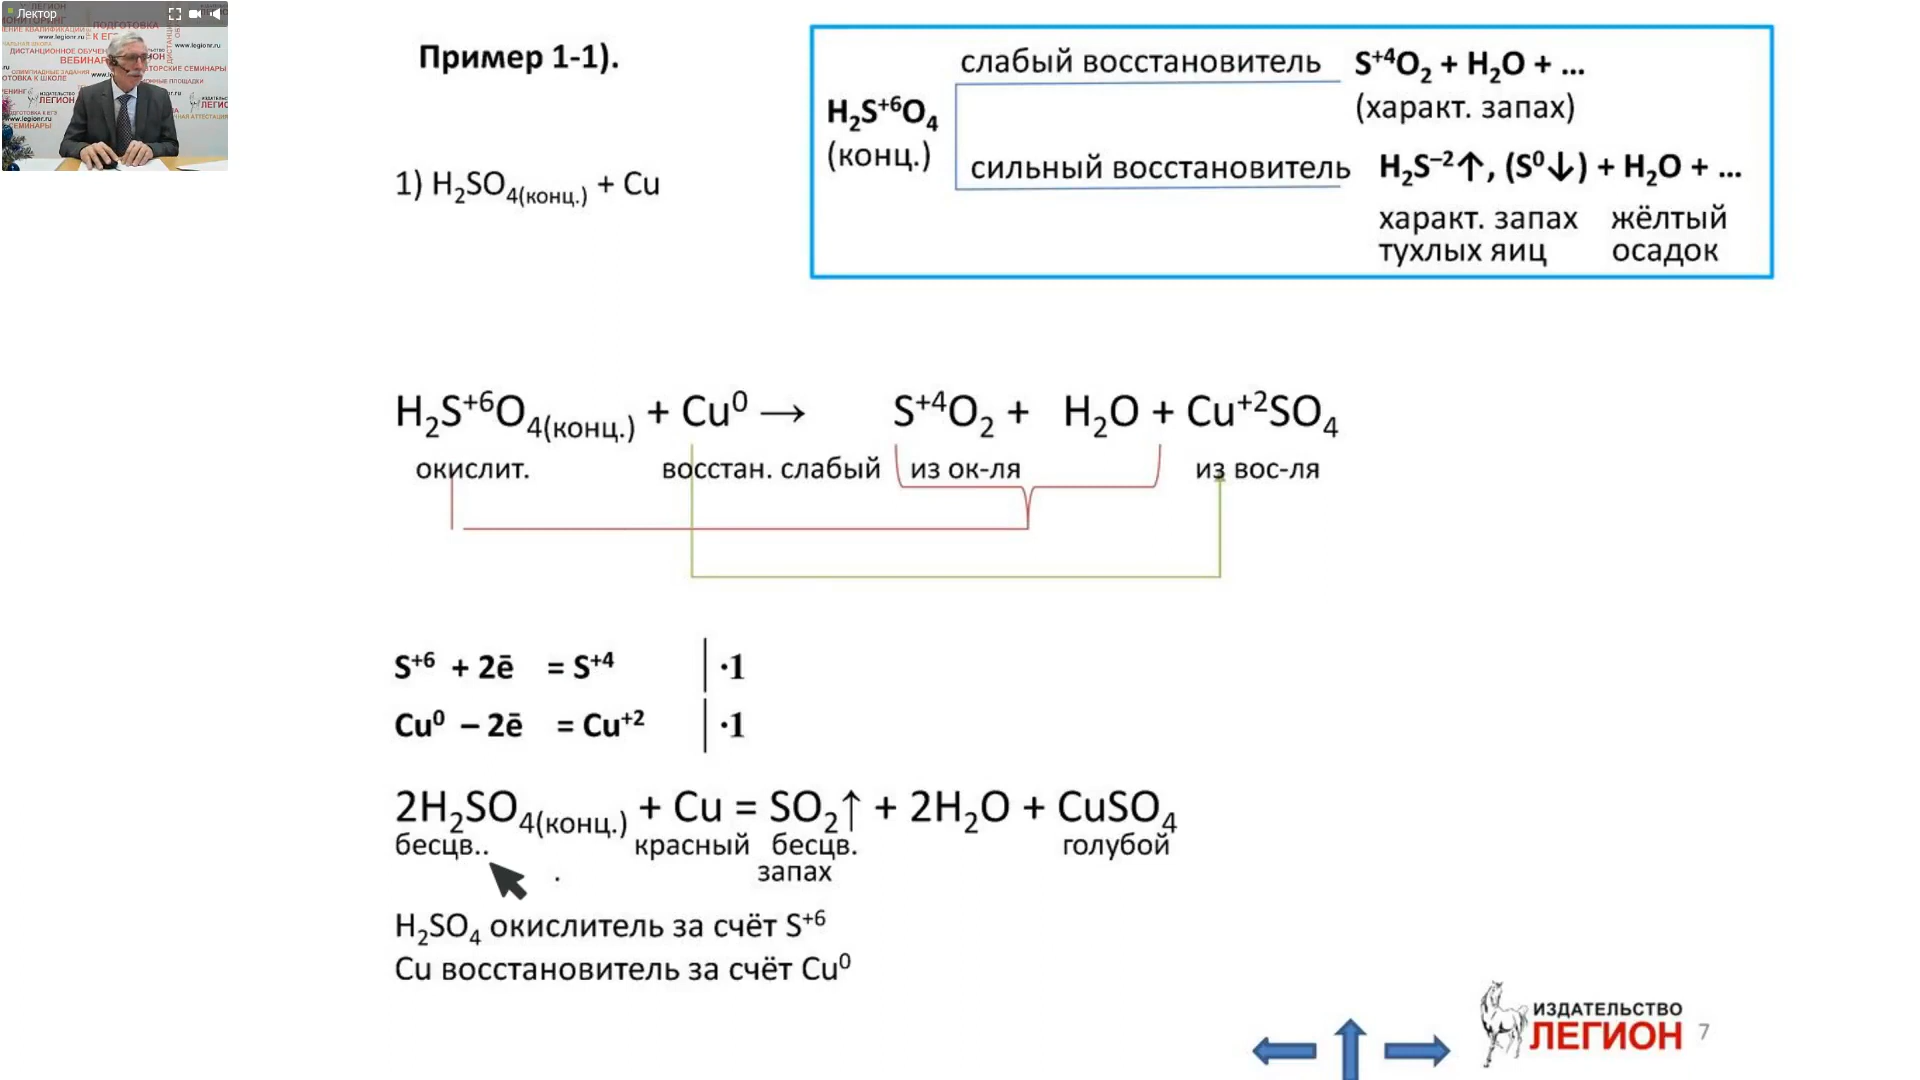 Лектор
Пример 1-1).
1) H₂SO₄₍конц.₎ + Cu
H₂S⁺⁶O₄
(конц.)
слабый восстановитель S⁺⁴O₂ + H₂O + ...
(характ. запах)
сильный восстановитель H₂S⁻²↑, (S⁰↓) + H₂O + ...
характ. запах жёлтый
тухлых яиц осадок
H₂S⁺⁶O₄₍конц.₎ + Cu⁰ → S⁺⁴O₂ + H₂O + Cu⁺²SO₄
окислит. восстан. слабый из ок-ля из вос-ля
S⁺⁶ + 2ē = S⁺⁴ | ·1
Cu⁰ – 2ē = Cu⁺² | ·1
2H₂SO₄₍конц.₎ + Cu = SO₂↑ + 2H₂O + CuSO₄
бесцв.. красный бесцв. голубой
. запах
H₂SO₄ окислитель за счёт S⁺⁶
Cu восстановитель за счёт Cu⁰
ИЗДАТЕЛЬСТВО
ЛЕГИОН
7